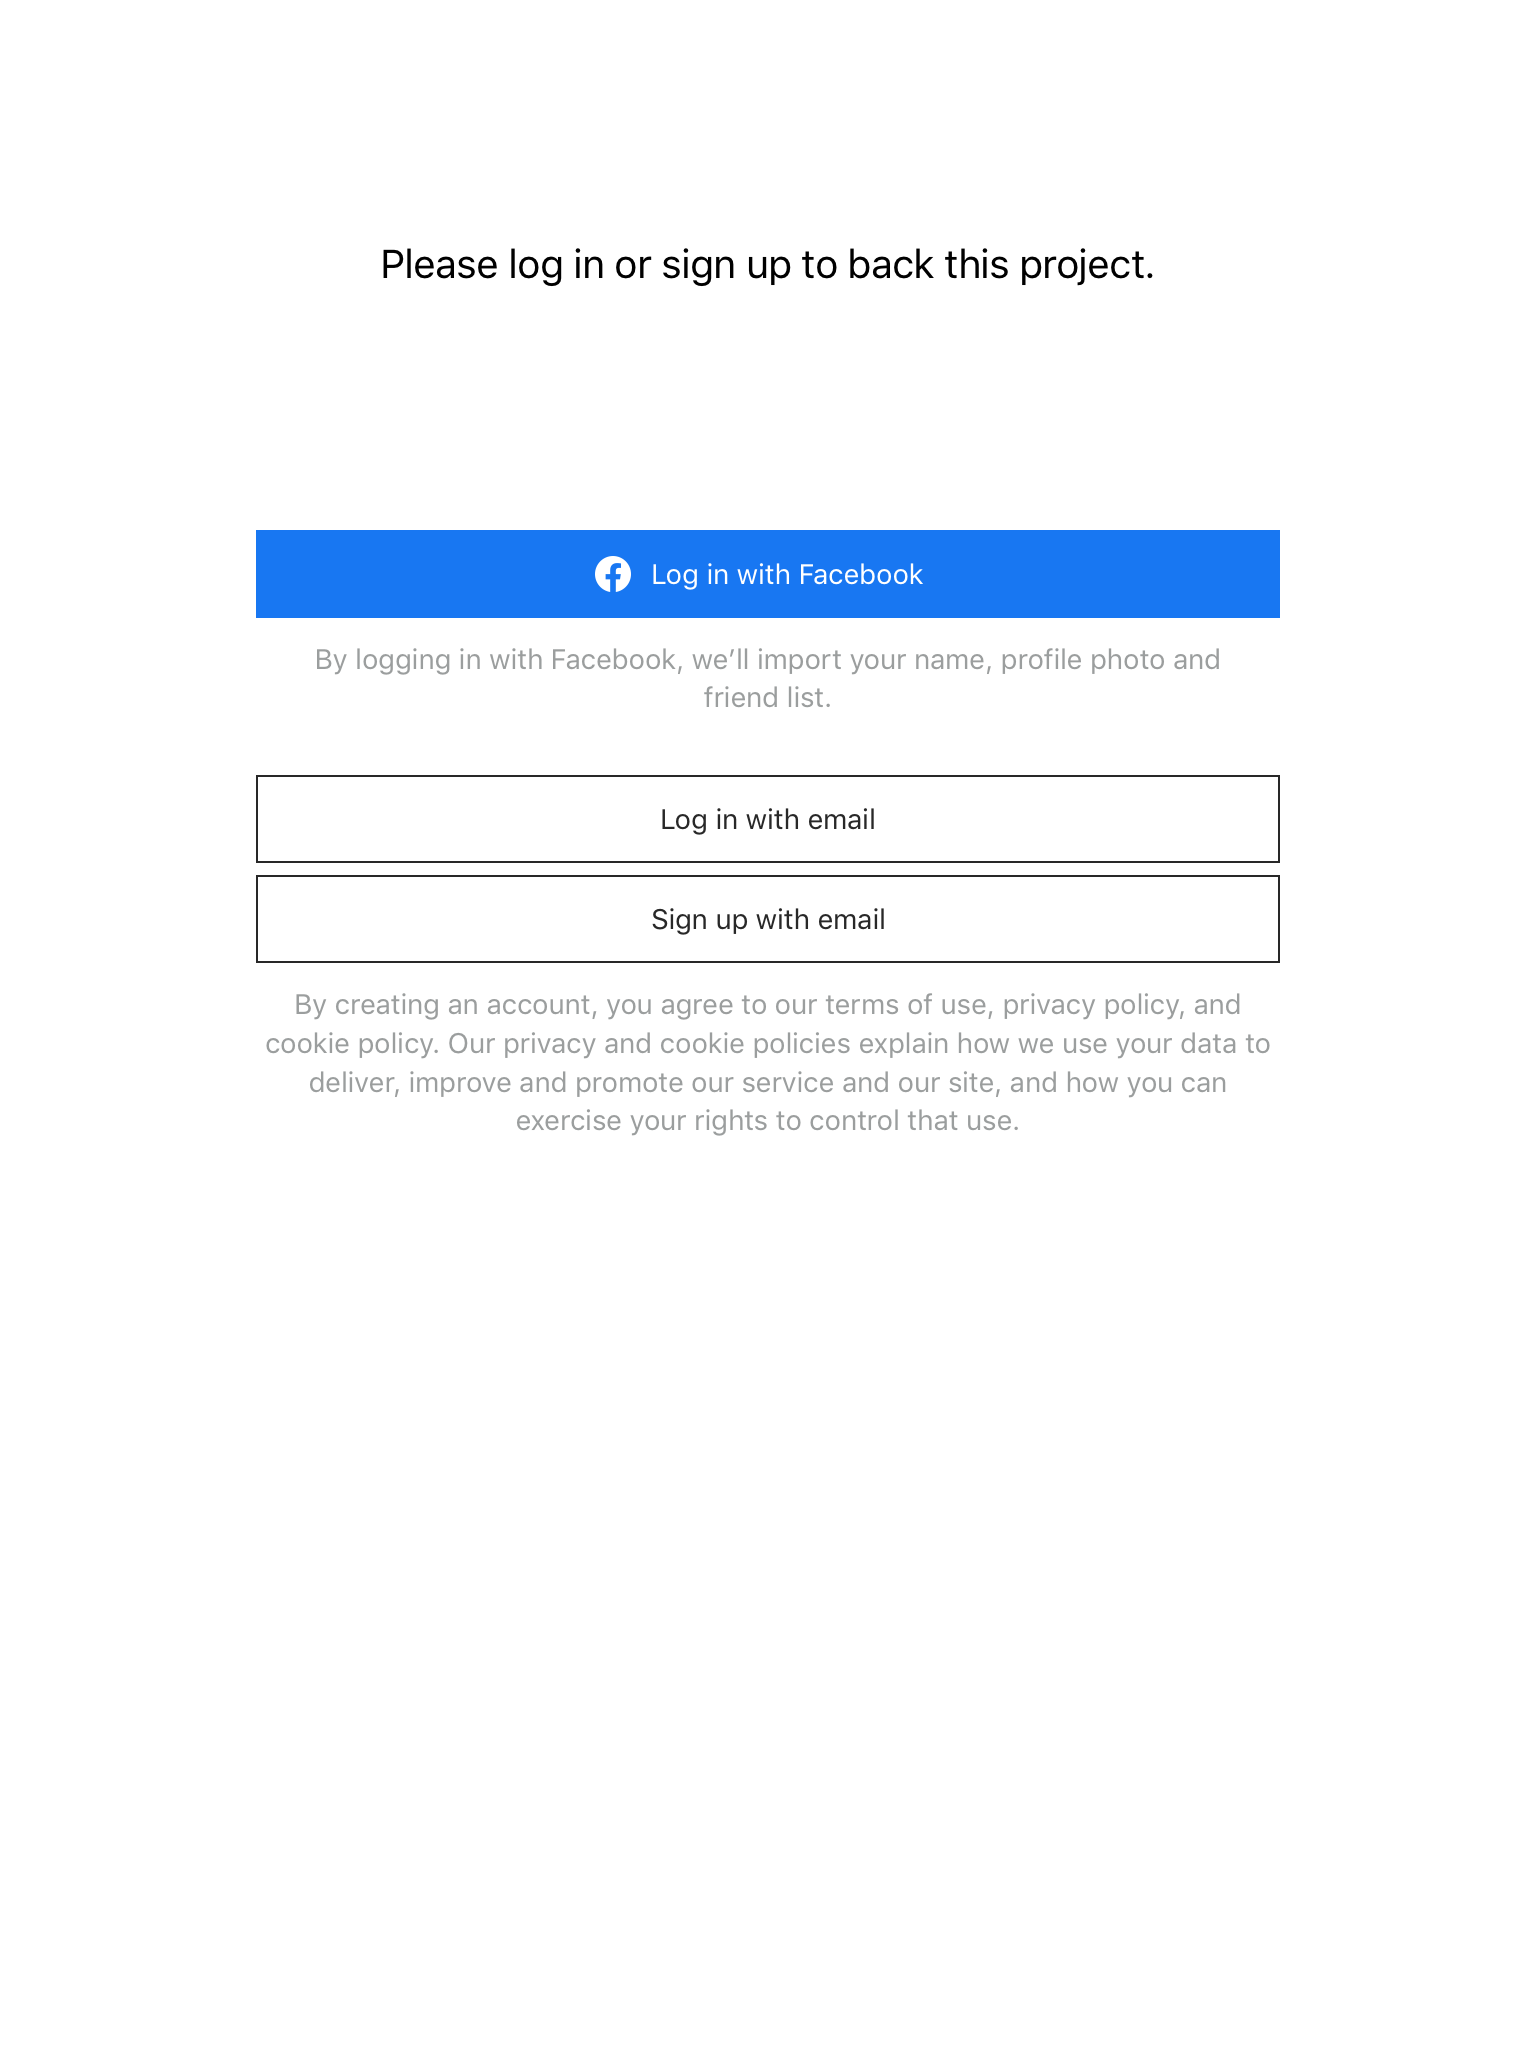 Please log in or sign up to back this project.
Log in with Facebook
By logging in with Facebook, we’ll import your name, profile photo and
friend list.
Log in with email
Sign up with email
By creating an account, you agree to our terms of use, privacy policy, and
cookie policy. Our privacy and cookie policies explain how we use your data to
deliver, improve and promote our service and our site, and how you can
exercise your rights to control that use.